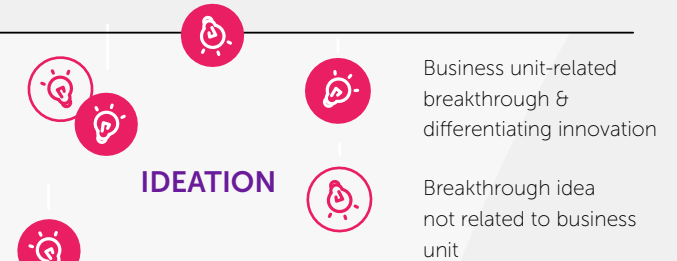 Business unit-related
breakthrough &
differentiating innovation
IDEATION
Breakthrough idea
not related to business
unit